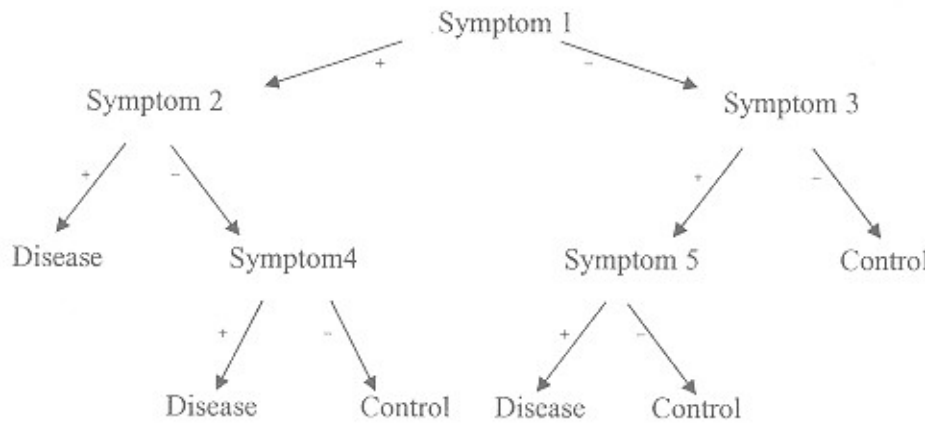 Symptom 1
+ −
Symptom 2 Symptom 3
+ − + −
Disease Symptom4 Symptom 5 Control
+ − + −
Disease Control Disease Control